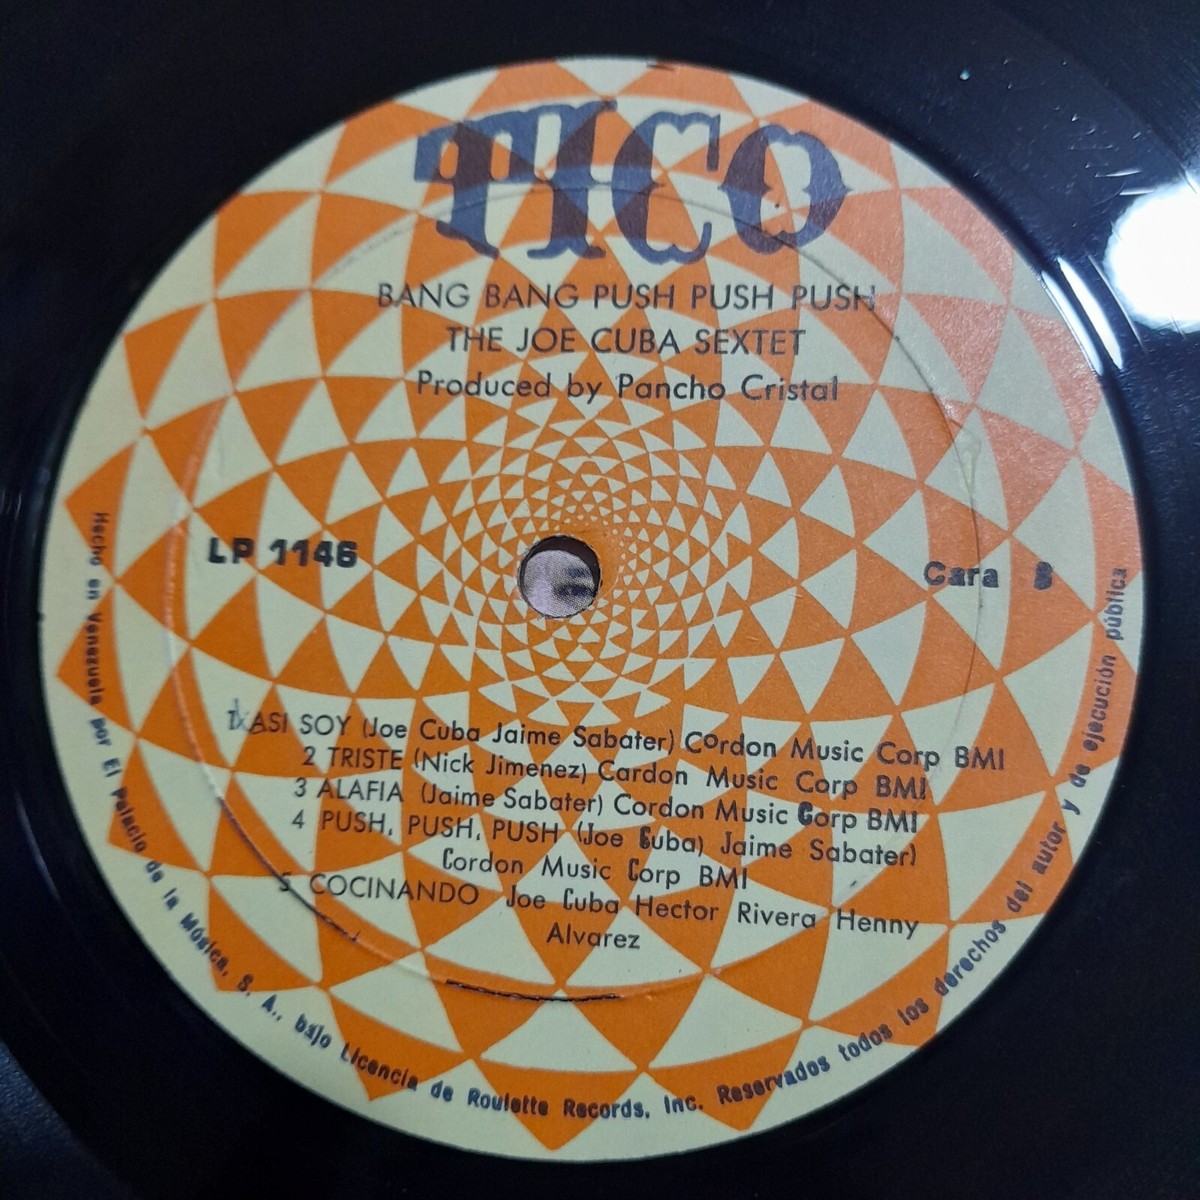 TICO
BANG BANG PUSH PUSH PUSH
THE JOE CUBA SEXTET
Produced by Pancho Cristal
LP 1146
Cara B
ASI SOY (Joe Cuba Jaime Sabater) Cordon Music Corp BMI
2 TRISTE (Nick Jimenez) Cardon Music Corp BMI
3 ALAFIA (Jaime Sabater) Cordon Music Corp BMI
4 PUSH, PUSH, PUSH (Joe Cuba) Jaime Sabater)
Cordon Music Corp BMI
5 COCINANDO Joe Cuba Hector Rivera Henny
Alvarez
Hecho en Venezuela por El Palacio de la Música, S. A., bajo Licencia de Roulette Records, Inc. Reservados todos los derechos del autor y de ejecución pública